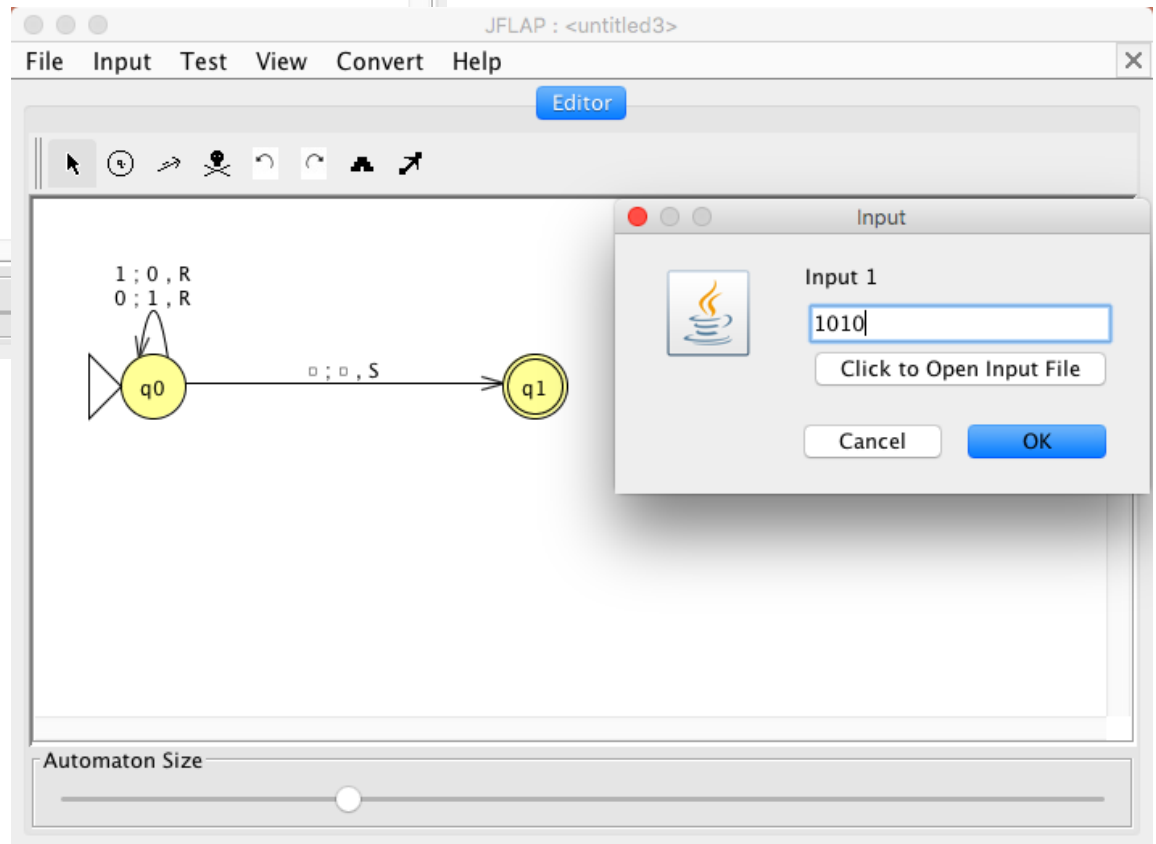 JFLAP : <untitled3>
File Input Test View Convert Help
Editor
Input
Input 1
1010
Click to Open Input File
Cancel OK
1 ; 0 , R
0 ; 1 , R
□ ; □ , S
q0
q1
Automaton Size